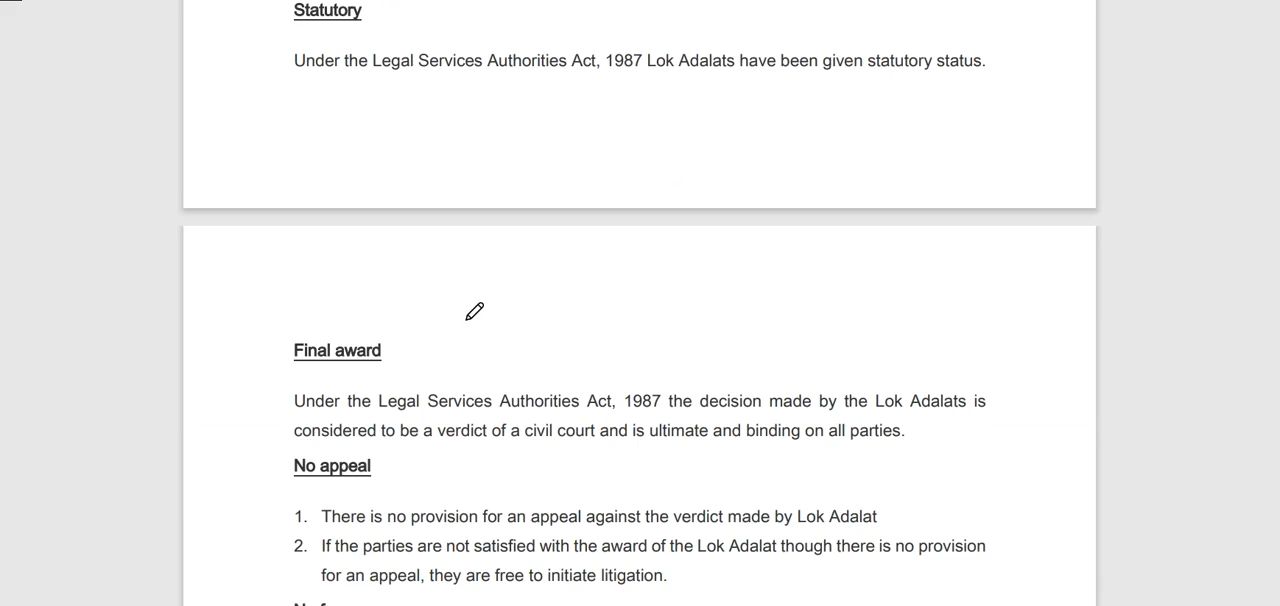 Statutory
Under the Legal Services Authorities Act, 1987 Lok Adalats have been given statutory status.
Final award
Under the Legal Services Authorities Act, 1987 the decision made by the Lok Adalats is
considered to be a verdict of a civil court and is ultimate and binding on all parties.
No appeal
1. There is no provision for an appeal against the verdict made by Lok Adalat
2. If the parties are not satisfied with the award of the Lok Adalat though there is no provision
for an appeal, they are free to initiate litigation.